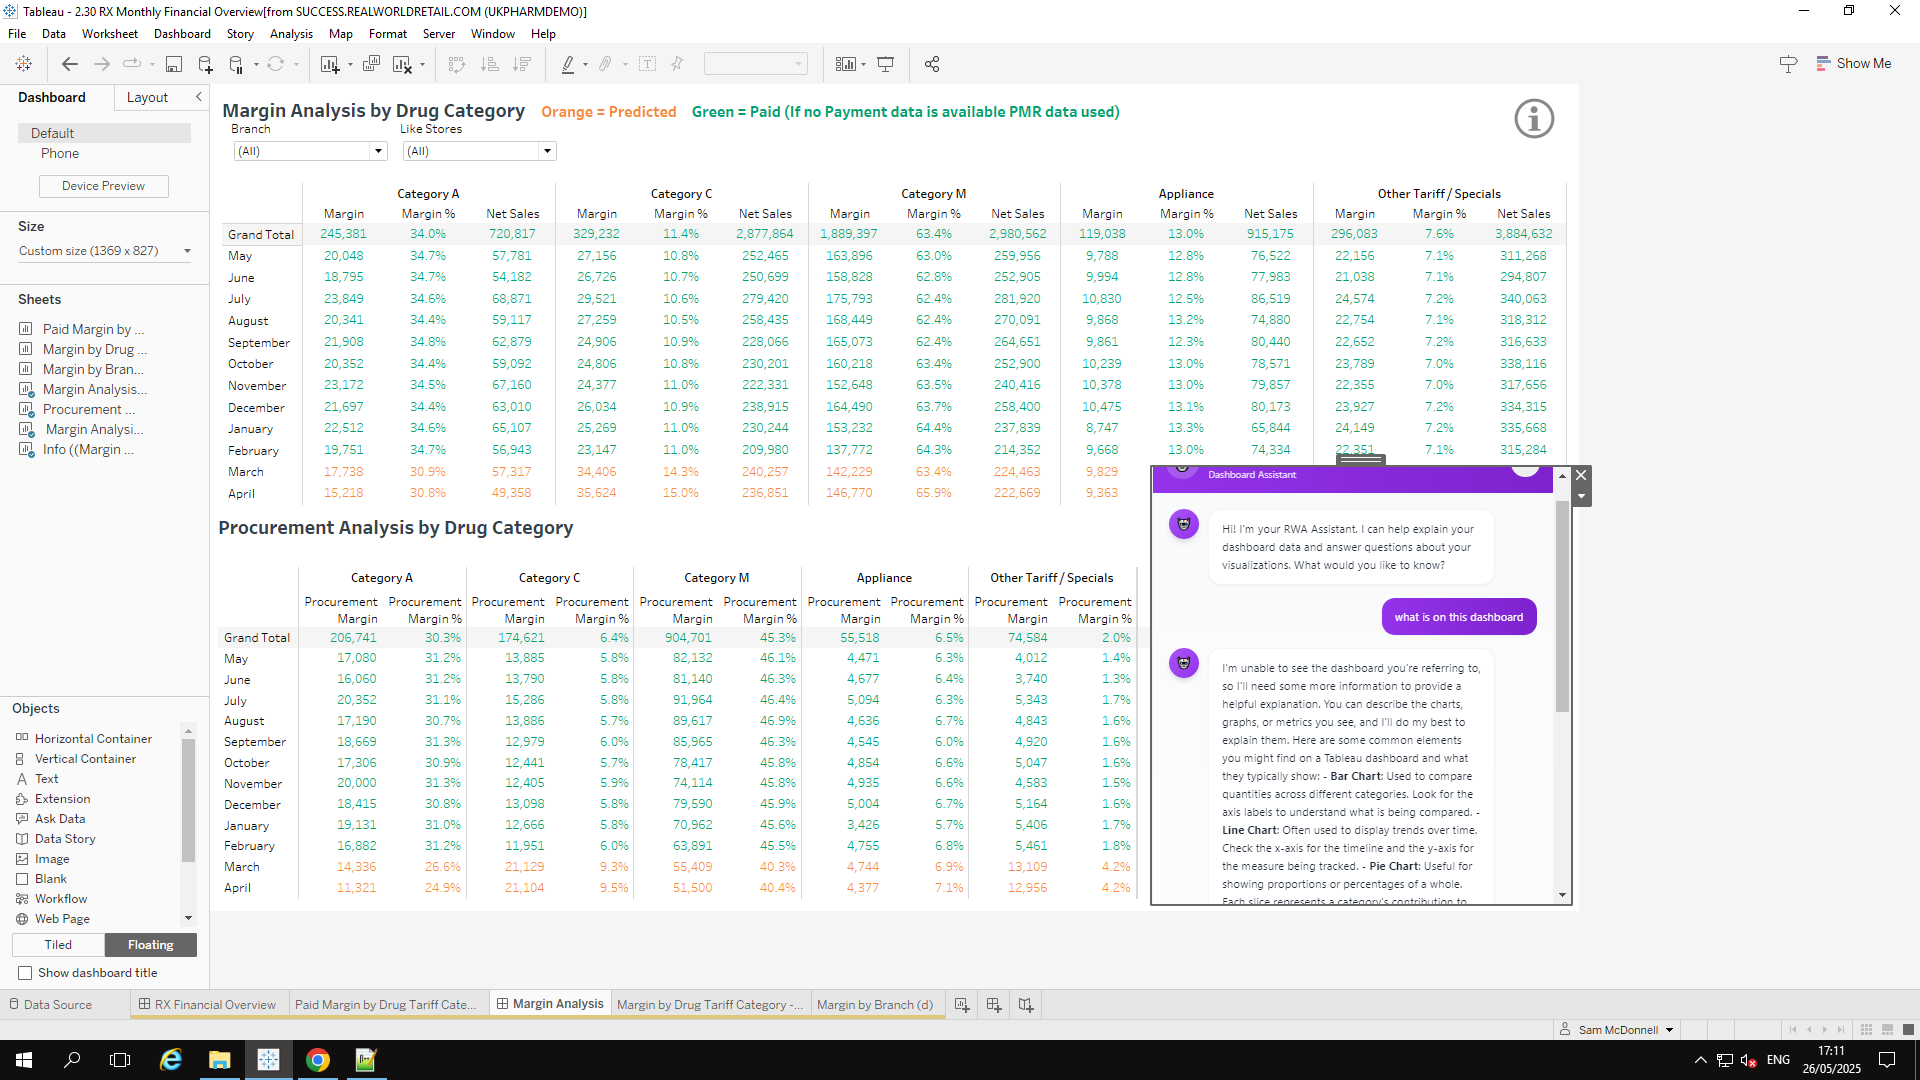 Tableau - 2.30 RX Monthly Financial Overview[from SUCCESS.REALWORLDRETAIL.COM (UKPHARMDEMO)]
File Data Worksheet Dashboard Story Analysis Map Format Server Window Help
Show Me
Dashboard Layout
Default
Phone
Device Preview
Size
Custom size (1369 x 827)
Sheets
Paid Margin by ...
Margin by Drug ...
Margin by Bran...
Margin Analysis...
Procurement ...
Margin Analysi...
Info ((Margin ...
Objects
Horizontal Container
Vertical Container
Text
Extension
Ask Data
Data Story
Image
Blank
Workflow
Web Page
Tiled Floating
Show dashboard title
Margin Analysis by Drug Category Orange = Predicted Green = Paid (If no Payment data is available PMR data used)
Branch Like Stores
(All) (All)
Category A Category C Category M Appliance Other Tariff / Specials
Margin Margin % Net Sales Margin Margin % Net Sales Margin Margin % Net Sales Margin Margin % Net Sales Margin Margin % Net Sales
Grand Total 245,381 34.0% 720,817 329,232 11.4% 2,877,864 1,889,397 63.4% 2,980,562 119,038 13.0% 915,175 296,083 7.6% 3,884,632
May 20,048 34.7% 57,781 27,156 10.8% 252,465 163,896 63.0% 259,956 9,788 12.8% 76,522 22,156 7.1% 311,268
June 18,795 34.7% 54,182 26,726 10.7% 250,699 158,828 62.8% 252,905 9,994 12.8% 77,983 21,038 7.1% 294,807
July 23,849 34.6% 68,871 29,521 10.6% 279,420 175,793 62.4% 281,920 10,830 12.5% 86,519 24,574 7.2% 340,063
August 20,341 34.4% 59,117 27,259 10.5% 258,435 168,449 62.4% 270,091 9,868 13.2% 74,880 22,754 7.1% 318,312
September 21,908 34.8% 62,879 24,906 10.9% 228,066 165,073 62.4% 264,651 9,861 12.3% 80,440 22,652 7.2% 316,633
October 20,352 34.4% 59,092 24,806 10.8% 230,201 160,218 63.4% 252,900 10,239 13.0% 78,571 23,789 7.0% 338,116
November 23,172 34.5% 67,160 24,377 11.0% 222,331 152,648 63.5% 240,416 10,378 13.0% 79,857 22,355 7.0% 317,656
December 21,697 34.4% 63,010 26,034 10.9% 238,915 164,490 63.7% 258,400 10,475 13.1% 80,173 23,927 7.2% 334,315
January 22,512 34.6% 65,107 25,269 11.0% 230,244 153,232 64.4% 237,839 8,747 13.3% 65,844 24,149 7.2% 335,668
February 19,751 34.7% 56,943 23,147 11.0% 209,980 137,772 64.3% 214,352 9,668 13.0% 74,334 22,351 7.1% 315,284
March 17,738 30.9% 57,317 34,406 14.3% 240,257 142,229 63.4% 224,463 9,829
April 15,218 30.8% 49,358 35,624 15.0% 236,851 146,770 65.9% 222,669 9,363
Procurement Analysis by Drug Category
Category A Category C Category M Appliance Other Tariff / Specials
Procurement Procurement Procurement Procurement Procurement Procurement Procurement Procurement Procurement Procurement
Margin Margin % Margin Margin % Margin Margin % Margin Margin % Margin Margin %
Grand Total 206,741 30.3% 174,621 6.4% 904,701 45.3% 55,518 6.5% 74,584 2.0%
May 17,080 31.2% 13,885 5.8% 82,132 46.1% 4,471 6.3% 4,012 1.4%
June 16,060 31.2% 13,790 5.8% 81,140 46.3% 4,677 6.4% 3,740 1.3%
July 20,352 31.1% 15,286 5.8% 91,964 46.4% 5,094 6.3% 5,343 1.7%
August 17,190 30.7% 13,886 5.7% 89,617 46.9% 4,636 6.7% 4,843 1.6%
September 18,669 31.3% 12,979 6.0% 85,965 46.3% 4,545 6.0% 4,920 1.6%
October 17,306 30.9% 12,441 5.7% 78,417 45.8% 4,854 6.6% 5,047 1.6%
November 20,000 31.3% 12,405 5.9% 74,114 45.8% 4,935 6.6% 4,583 1.5%
December 18,415 30.8% 13,098 5.8% 79,590 45.9% 5,004 6.7% 5,164 1.6%
January 19,131 31.0% 12,666 5.8% 70,962 45.6% 3,426 5.7% 5,406 1.7%
February 16,882 31.2% 11,951 6.0% 63,891 45.5% 4,755 6.8% 5,461 1.8%
March 14,336 26.6% 21,129 9.3% 55,409 40.3% 4,744 6.9% 13,109 4.2%
April 11,321 24.9% 21,104 9.5% 51,500 40.4% 4,377 7.1% 12,956 4.2%
Dashboard Assistant
Hi! I'm your RWA Assistant. I can help explain your
dashboard data and answer questions about your
visualizations. What would you like to know?
what is on this dashboard
I'm unable to see the dashboard you're referring to,
so I'll need some more information to provide a
helpful explanation. You can describe the charts,
graphs, or metrics you see, and I'll do my best to
explain them. Here are some common elements
you might find on a Tableau dashboard and what
they typically show: - Bar Chart: Used to compare
quantities across different categories. Look for the
axis labels to understand what is being compared. -
Line Chart: Often used to display trends over time.
Check the x-axis for the timeline and the y-axis for
the measure being tracked. - Pie Chart: Useful for
showing proportions or percentages of a whole.
Each slice represents a category's contribution to
Data Source RX Financial Overview Paid Margin by Drug Tariff Cate... Margin Analysis Margin by Drug Tariff Category -... Margin by Branch (d)
Sam McDonnell
ENG
17:11
26/05/2025